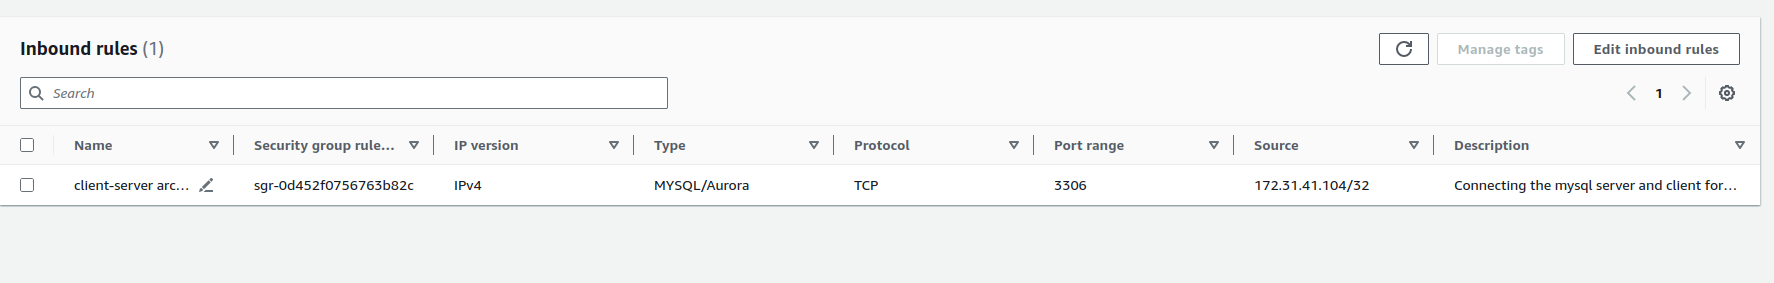 Inbound rules (1)
Manage tags
Edit inbound rules
Search
1
Name Security group rule... IP version Type Protocol Port range Source Description
client-server arc... sgr-0d452f0756763b82c IPv4 MYSQL/Aurora TCP 3306 172.31.41.104/32 Connecting the mysql server and client for...